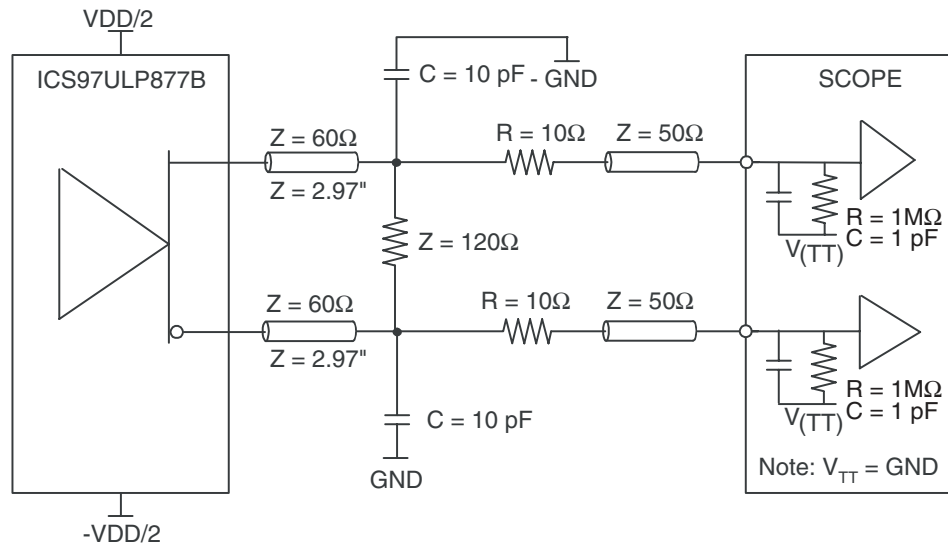 VDD/2
ICS97ULP877B
C = 10 pF
- GND
SCOPE
Z = 60Ω
R = 10Ω
Z = 50Ω
Z = 2.97"
R = 1MΩ
C = 1 pF
V(TT)
Z = 120Ω
Z = 60Ω
R = 10Ω
Z = 50Ω
Z = 2.97"
R = 1MΩ
C = 1 pF
V(TT)
C = 10 pF
GND
Note: VTT = GND
-VDD/2